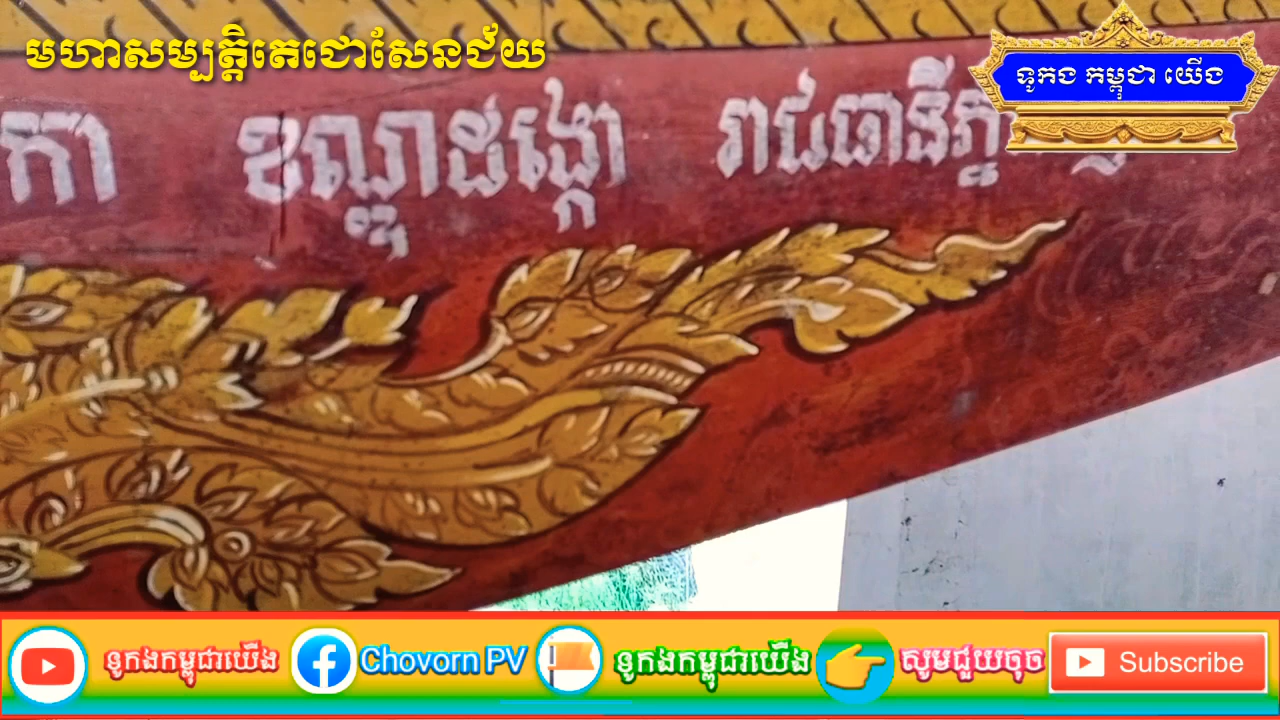 មហាសម្បត្តិតេជោសែនជ័យ
ទូកង កម្ពុជា យើង
ខណ្ឌដង្កោ រាជធានីភ្ន
ទូកងកម្ពុជាយើង Chovorn PV ទូកងកម្ពុជាយើង សូមជួយចុច Subscribe